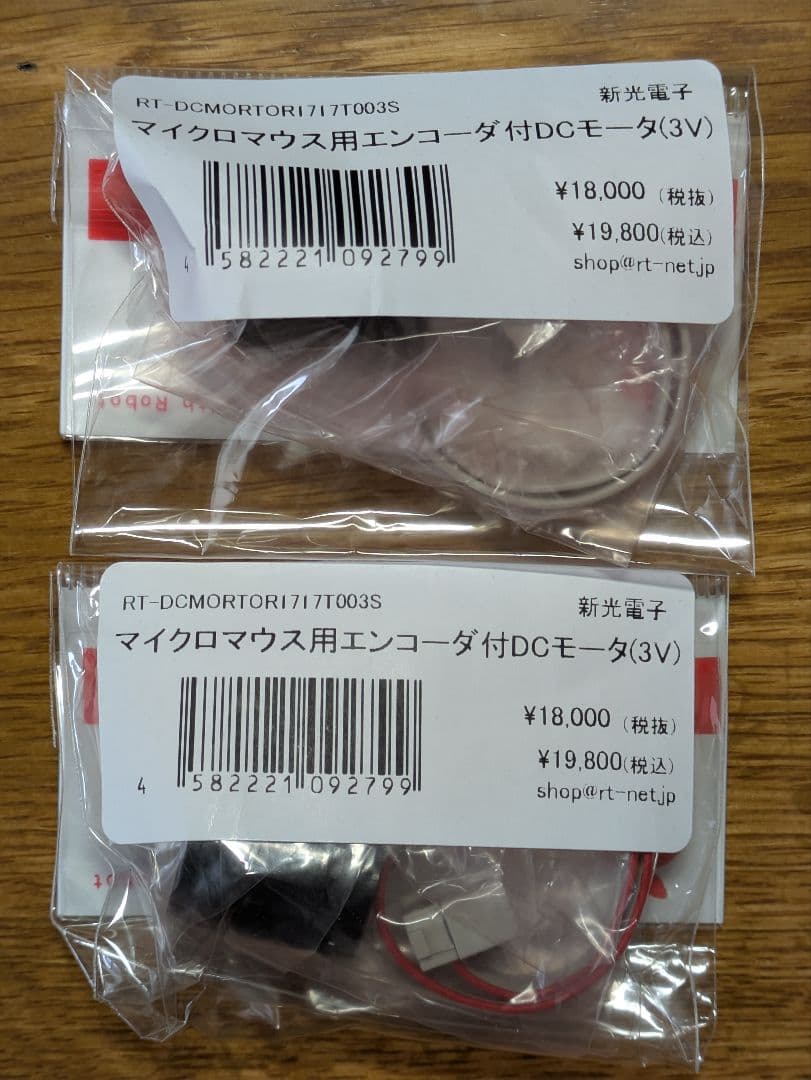 RT-DCMORTOR1717T003S
新光電子
マイクロマウス用エンコーダ付DCモータ(3V)
¥18,000 (税抜)
¥19,800(税込)
shop@rt-net.jp
4 582221 092799
Robot
RT-DCMORTOR1717T003S
新光電子
マイクロマウス用エンコーダ付DCモータ(3V)
¥18,000 (税抜)
¥19,800(税込)
shop@rt-net.jp
4 582221 092799